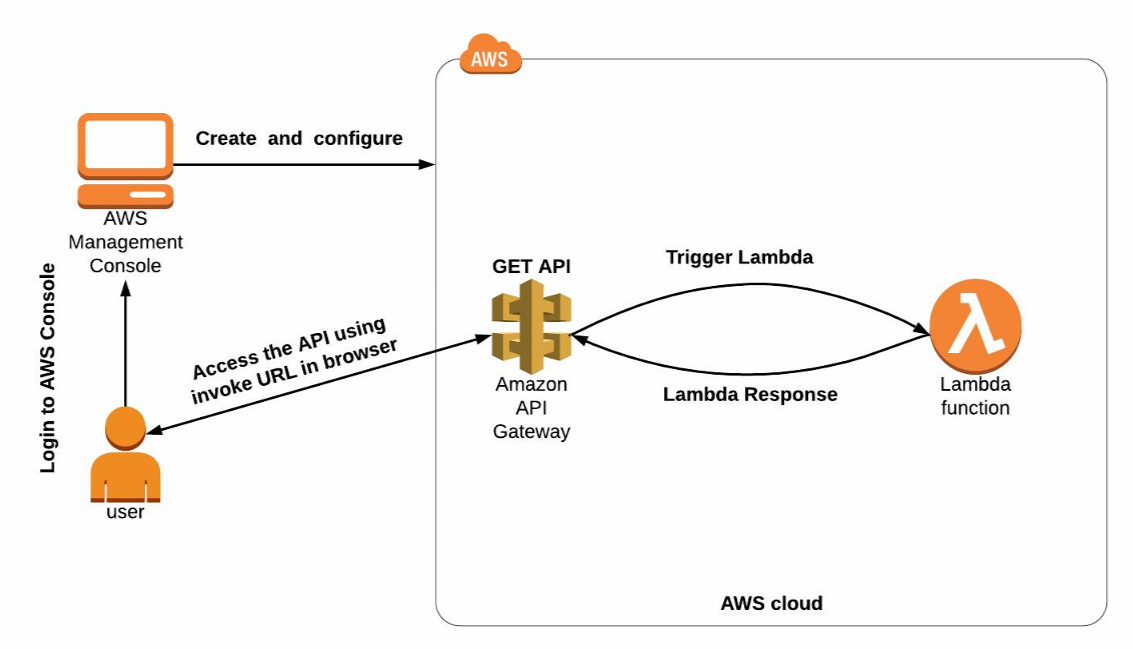 AWS
Create and configure
AWS
Management
Console
Login to AWS Console
GET API
Trigger Lambda
Access the API using
invoke URL in browser
Amazon
API
Gateway
Lambda Response
Lambda
function
user
AWS cloud